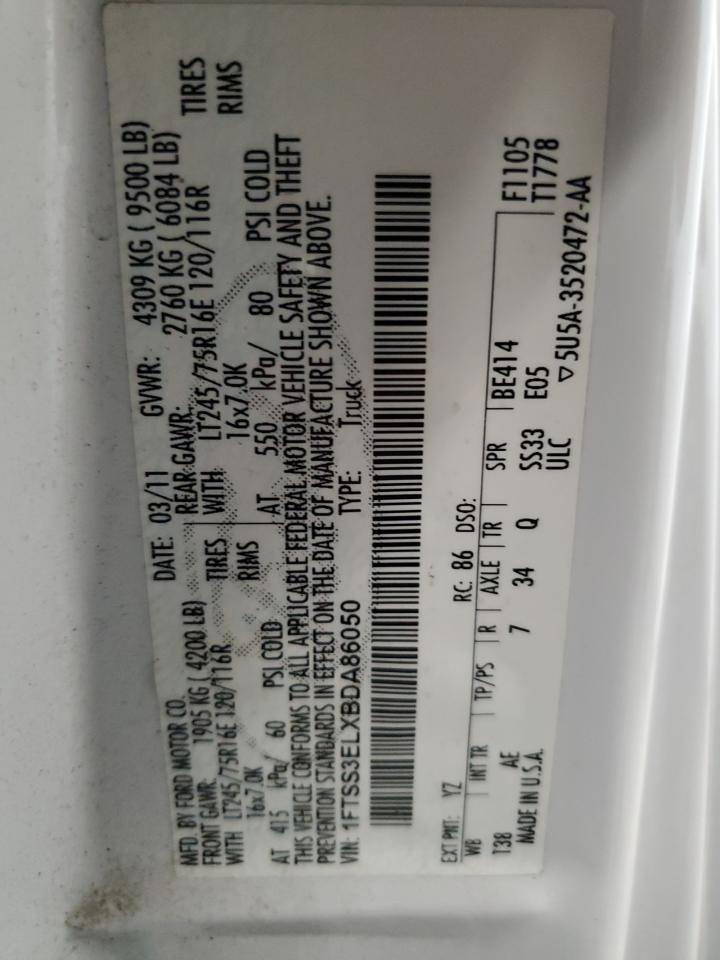 MFD. BY FORD MOTOR CO.
DATE: 03/11 GVWR: 4309 KG ( 9500 LB)
FRONT GAWR: 1905 KG ( 4200 LB) REAR GAWR: 2760 KG ( 6084 LB)
WITH LT245/75R16E 120/116R TIRES WITH LT245/75R16E 120/116R TIRES
16x7.0K RIMS 16x7.0K RIMS
AT 415 kPa/ 60 PSI COLD AT 550 kPa/ 80 PSI COLD
THIS VEHICLE CONFORMS TO ALL APPLICABLE FEDERAL MOTOR VEHICLE SAFETY AND THEFT
PREVENTION STANDARDS IN EFFECT ON THE DATE OF MANUFACTURE SHOWN ABOVE.
VIN: 1FTSS3ELXBDA86050 TYPE: Truck
EXT PNT: YZ RC: 86 DSO:
WB INT TR TP/PS R AXLE TR SPR BE414 F1105
138 AE 7 34 Q SS33 E05 T1778
MADE IN U.S.A. ULC ▽5U5A-3520472-AA